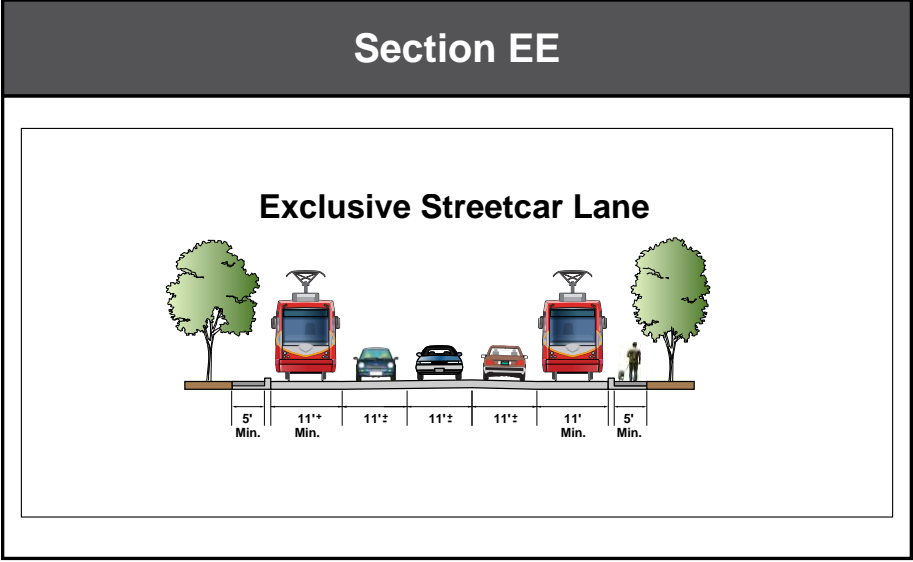 Section EE
Exclusive Streetcar Lane
5' 11'+ 11'± 11'± 11'± 11' 5'
Min. Min. Min. Min.